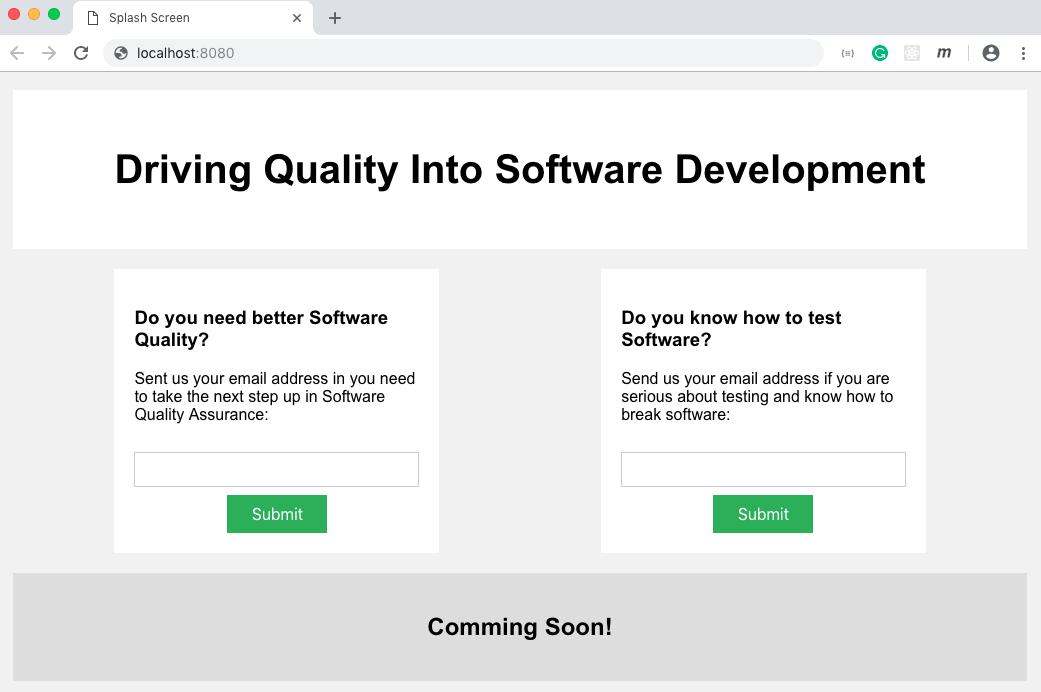 Splash Screen
localhost:8080
m
Driving Quality Into Software Development
Do you need better Software
Quality?
Sent us your email address in you need
to take the next step up in Software
Quality Assurance:
Submit
Do you know how to test
Software?
Send us your email address if you are
serious about testing and know how to
break software:
Submit
Comming Soon!